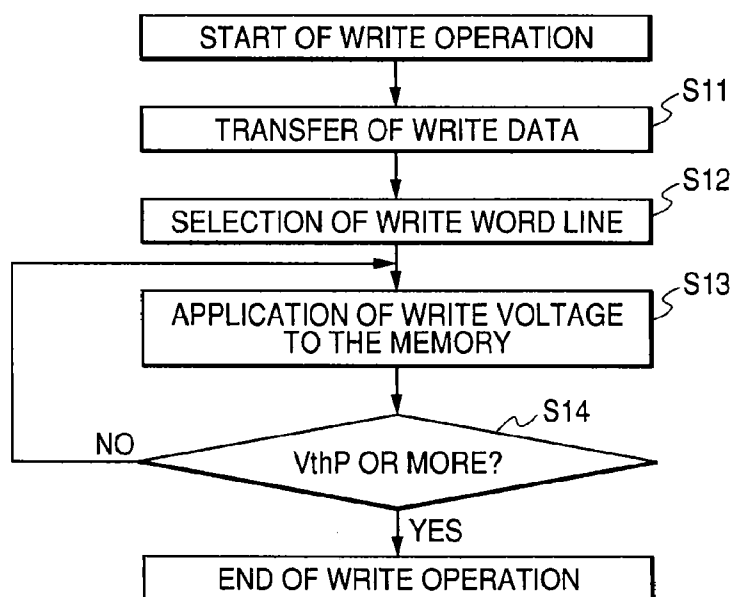 START OF WRITE OPERATION
S11
TRANSFER OF WRITE DATA
S12
SELECTION OF WRITE WORD LINE
S13
APPLICATION OF WRITE VOLTAGE
TO THE MEMORY
S14
NO
VthP OR MORE?
YES
END OF WRITE OPERATION